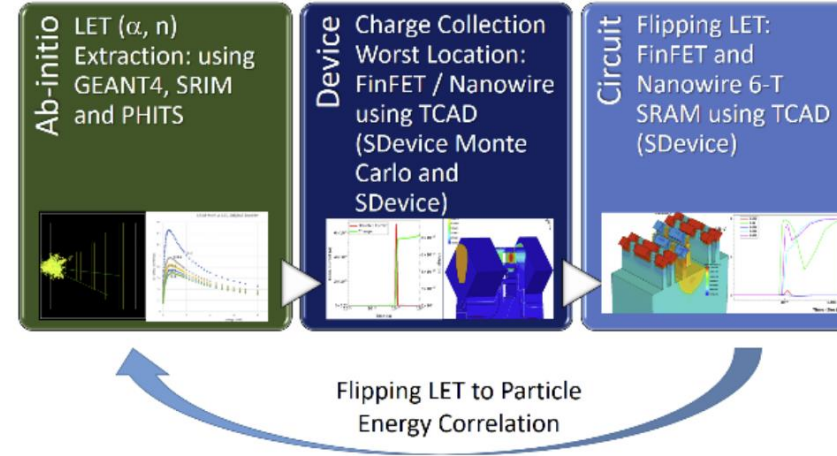 Ab-initio
LET (α, n)
Extraction: using
GEANT4, SRIM
and PHITS
Device
Charge Collection
Worst Location:
FinFET / Nanowire
using TCAD
(SDevice Monte
Carlo and
SDevice)
Circuit
Flipping LET:
FinFET and
Nanowire 6-T
SRAM using TCAD
(SDevice)
Flipping LET to Particle
Energy Correlation